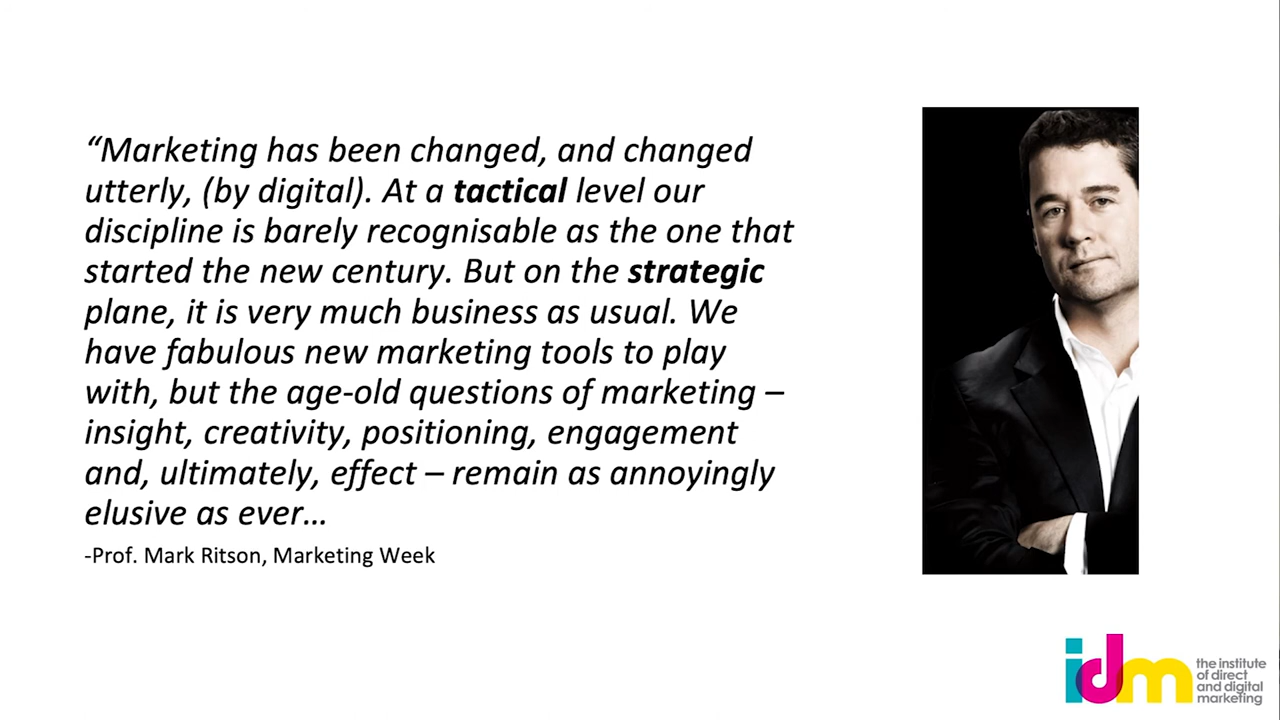 “Marketing has been changed, and changed
utterly, (by digital). At a tactical level our
discipline is barely recognisable as the one that
started the new century. But on the strategic
plane, it is very much business as usual. We
have fabulous new marketing tools to play
with, but the age-old questions of marketing –
insight, creativity, positioning, engagement
and, ultimately, effect – remain as annoyingly
elusive as ever…
-Prof. Mark Ritson, Marketing Week
idm
the institute
of direct
and digital
marketing